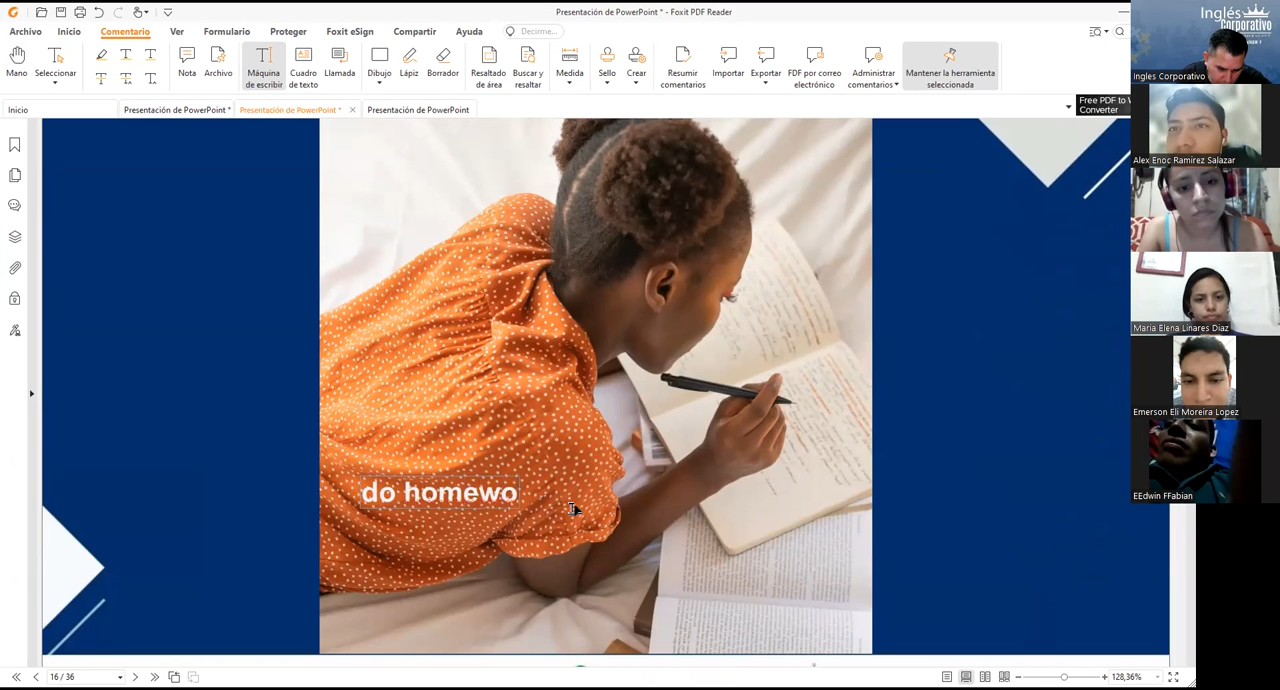 Presentación de PowerPoint * - Foxit PDF Reader
Archivo Inicio Comentario Ver Formulario Proteger Foxit eSign Compartir Ayuda Decirme...
Mano
Seleccionar
Nota
Archivo
Máquina de escribir
Cuadro de texto
Llamada
Dibujo
Lápiz
Borrador
Resaltado de área
Buscar y resaltar
Medida
Sello
Crear
Resumir comentarios
Importar
Exportar
FDF por correo electrónico
Administrar comentarios
Mantener la herramienta seleccionada
Inicio
Presentación de PowerPoint *
Presentación de PowerPoint *
Presentación de PowerPoint
Free PDF to W
Converter
do homewo
Inglés
Corporativo
Ingles Corporativo
Alex Enoc Ramirez Salazar
Maria Elena Linares Diaz
Emerson Eli Moreira Lopez
EEdwin FFabian
16 / 36
128,36%